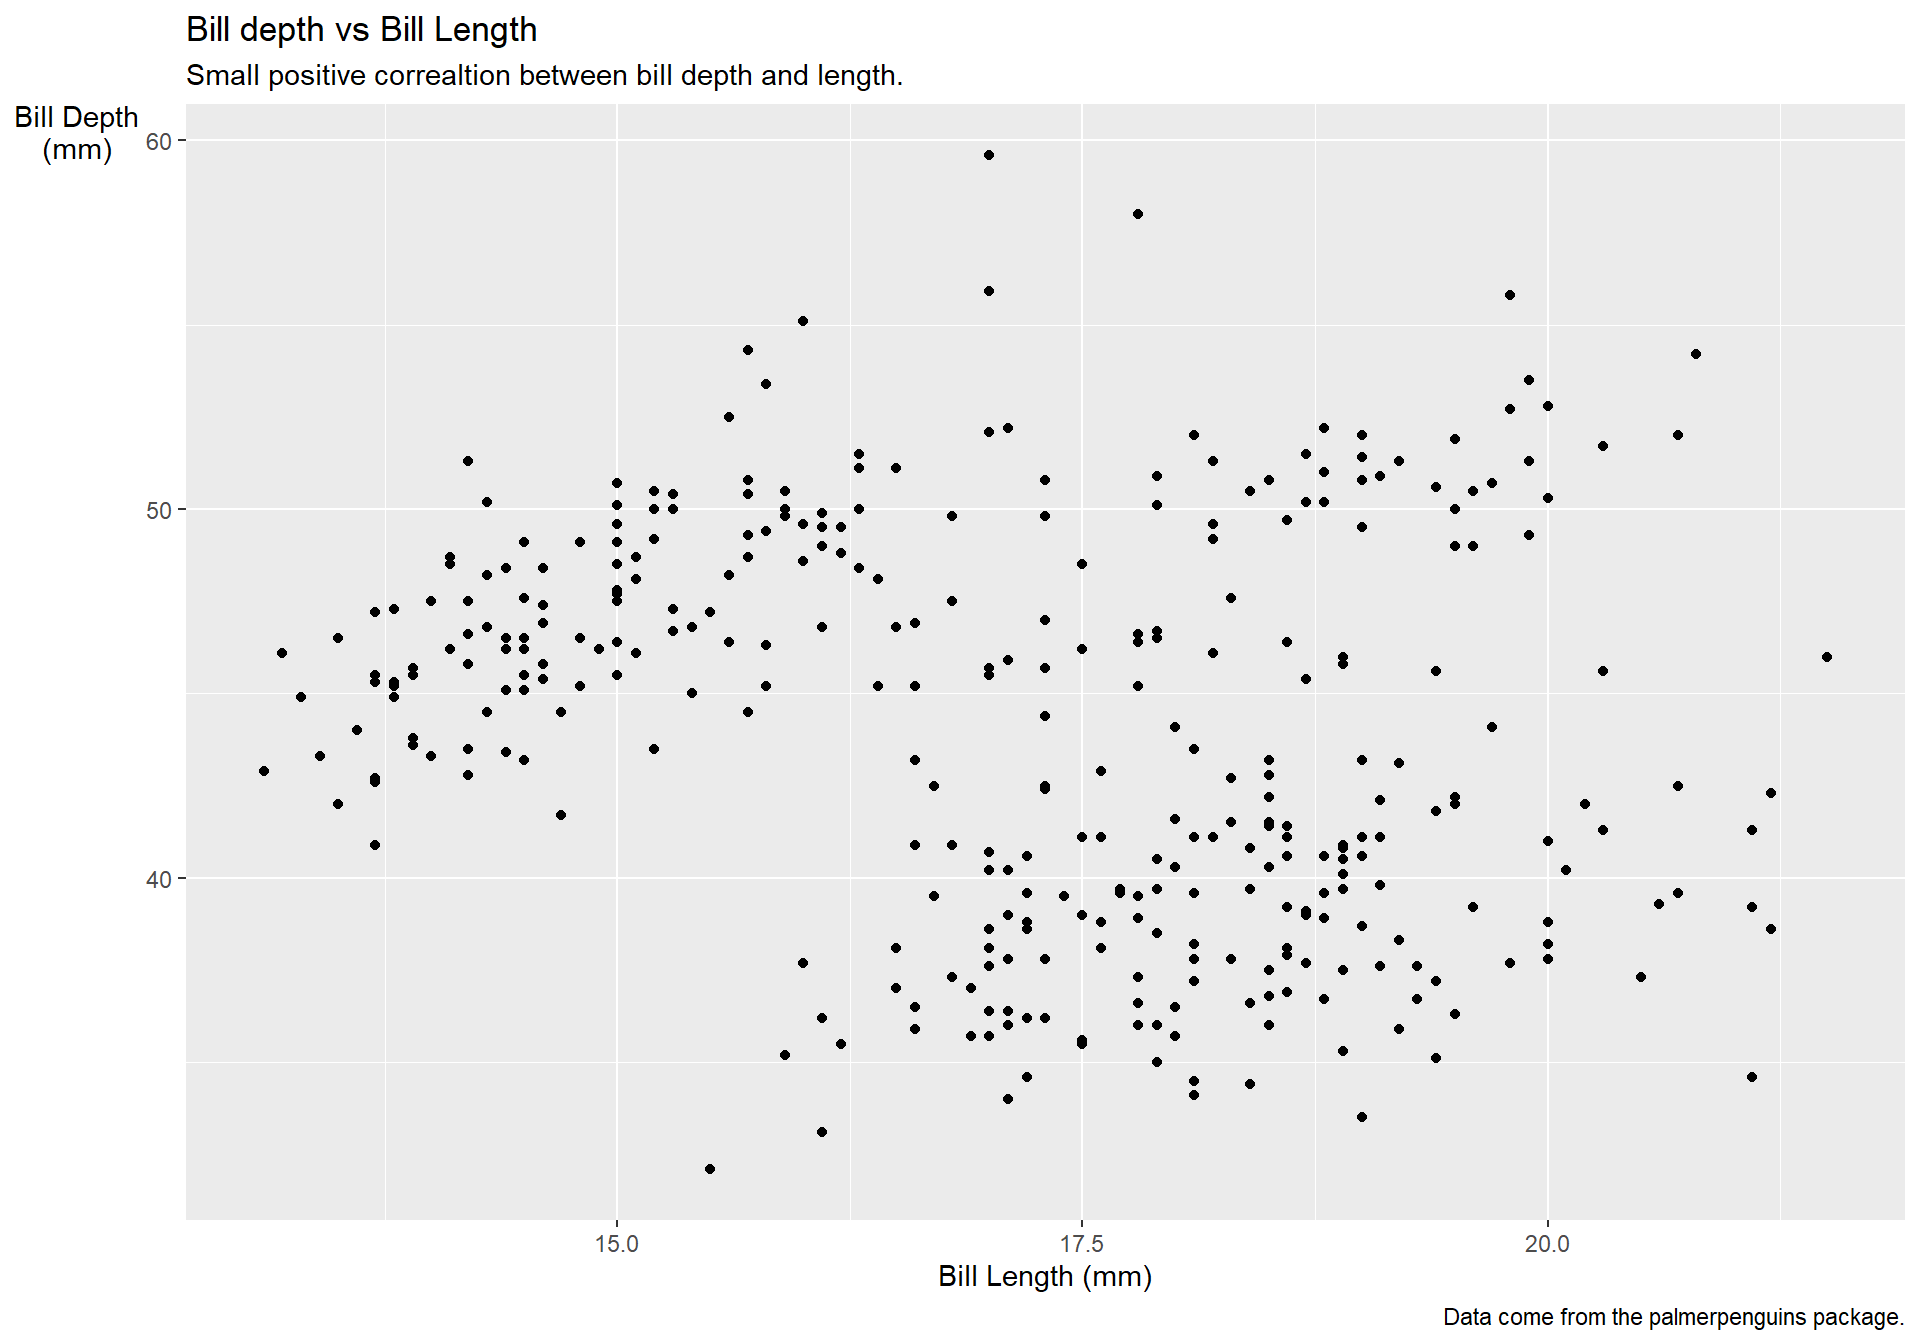 Bill depth vs Bill Length
Small positive correaltion between bill depth and length.
Bill Depth
(mm)
60
50
40
15.0
17.5
20.0
Bill Length (mm)
Data come from the palmerpenguins package.